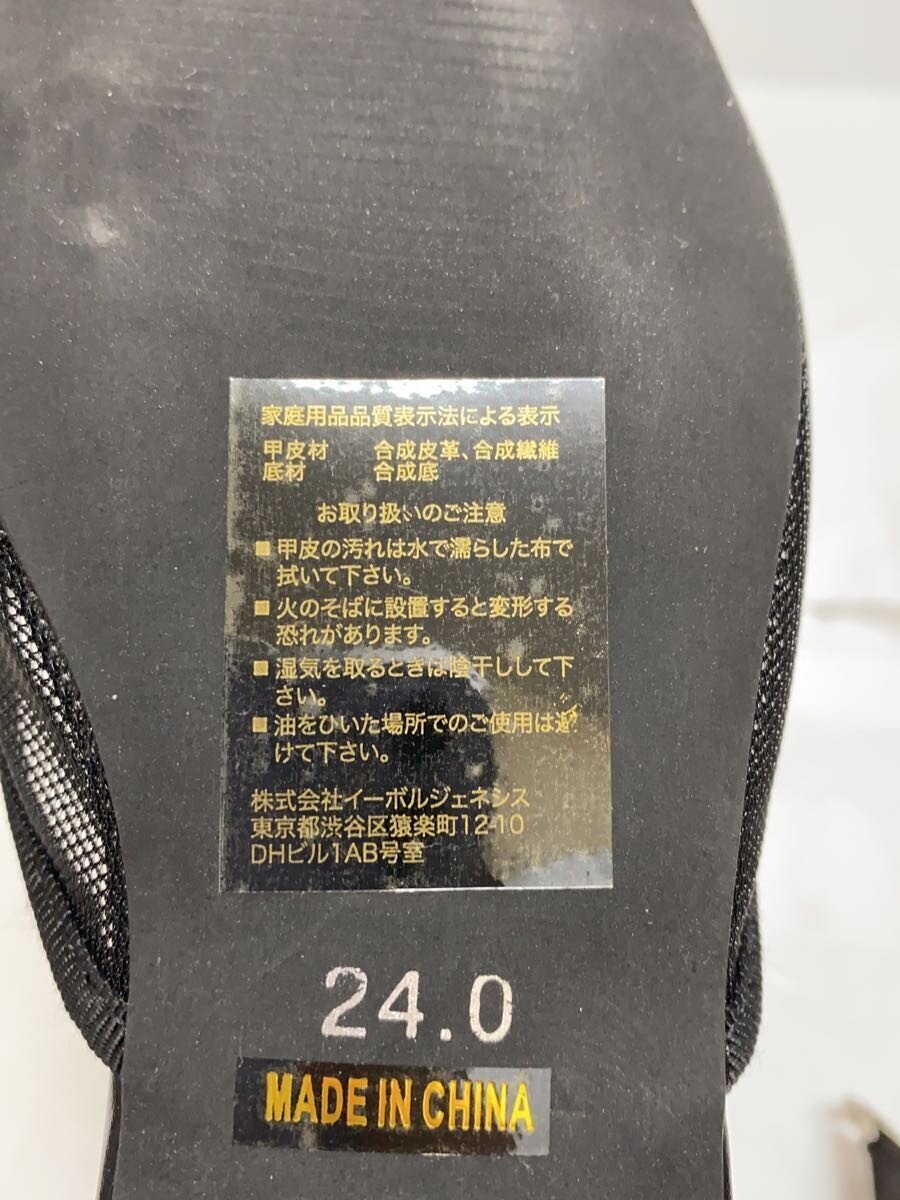 家庭用品品質表示法による表示
甲皮材 合成皮革、合成繊維
底材 合成底
お取り扱いのご注意
■甲皮の汚れは水で濡らした布で
拭いて下さい。
■火のそばに設置すると変形する
恐れがあります。
■湿気を取るときは陰干しして下
さい。
■油をひいた場所でのご使用は避
けて下さい。
株式会社イーボルジェネシス
東京都渋谷区猿楽町12-10
DHビル1AB号室
24.0
MADE IN CHINA